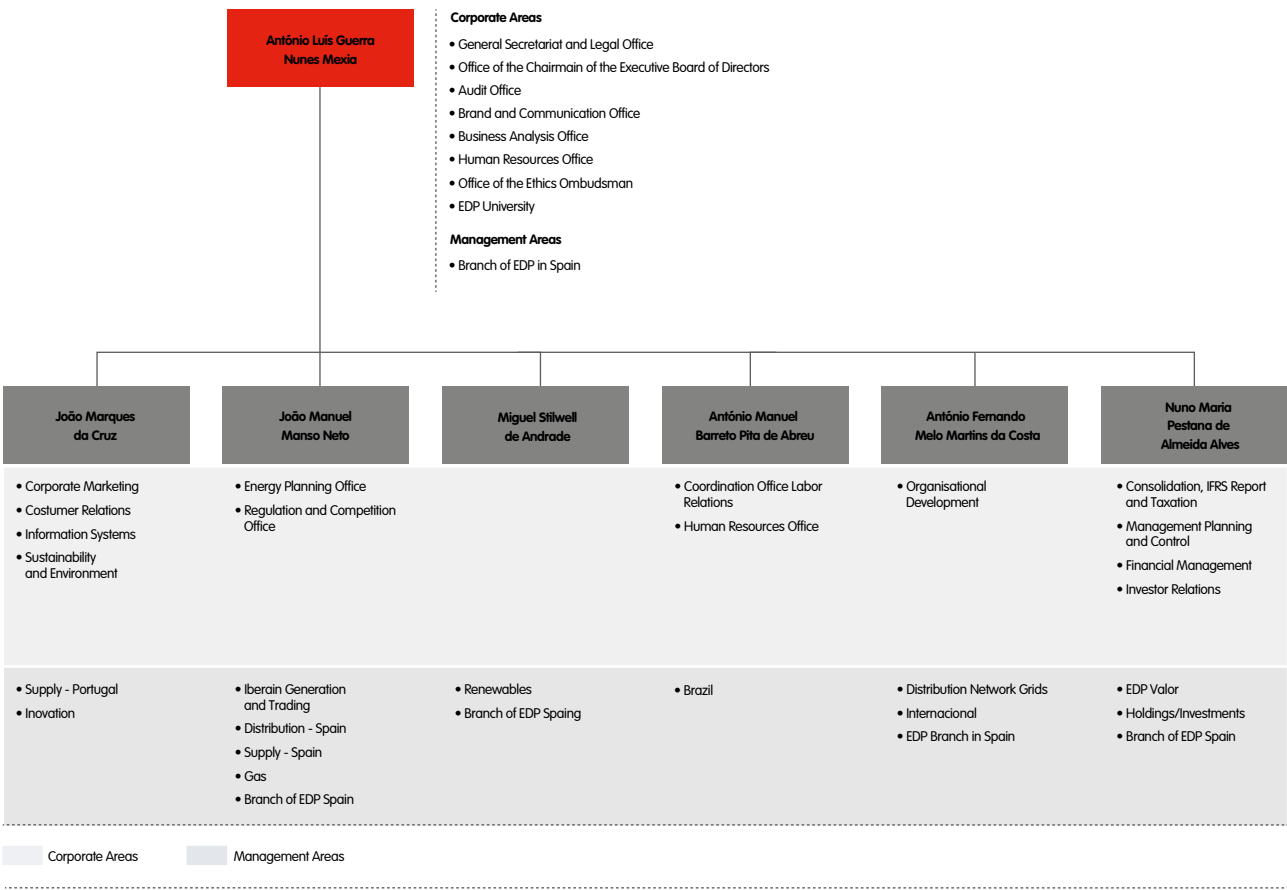 António Luís Guerra
Nunes Mexia
Corporate Areas
• General Secretariat and Legal Office
• Office of the Chairmain of the Executive Board of Directors
• Audit Office
• Brand and Communication Office
• Business Analysis Office
• Human Resources Office
• Office of the Ethics Ombudsman
• EDP University
Management Areas
• Branch of EDP in Spain
João Marques
da Cruz
• Corporate Marketing
• Costumer Relations
• Information Systems
• Sustainability
and Environment
• Supply - Portugal
• Inovation
João Manuel
Manso Neto
• Energy Planning Office
• Regulation and Competition
Office
• Iberain Generation
and Trading
• Distribution - Spain
• Supply - Spain
• Gas
• Branch of EDP Spain
Miguel Stilwell
de Andrade
• Renewables
• Branch of EDP Spaing
António Manuel
Barreto Pita de Abreu
• Coordination Office Labor
Relations
• Human Resources Office
• Brazil
António Fernando
Melo Martins da Costa
• Organisational
Development
• Distribution Network Grids
• Internacional
• EDP Branch in Spain
Nuno Maria
Pestana de
Almeida Alves
• Consolidation, IFRS Report
and Taxation
• Management Planning
and Control
• Financial Management
• Investor Relations
• EDP Valor
• Holdings/Investments
• Branch of EDP Spain
Corporate Areas
Management Areas